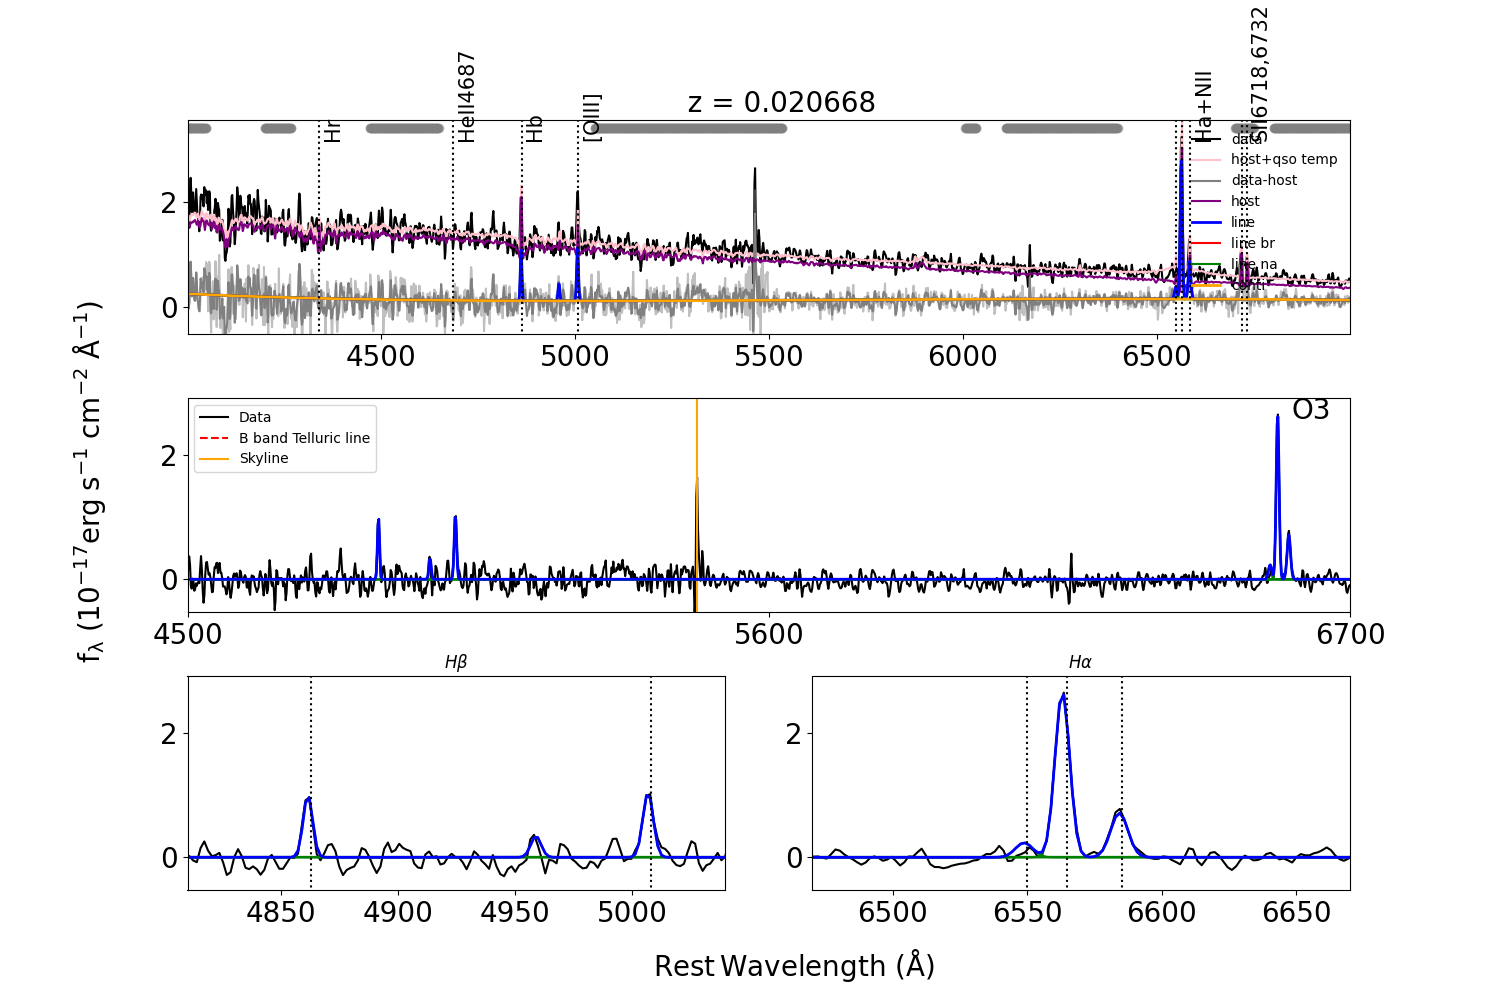 z = 0.020668
Hr
HeII4687
Hb
[OIII]
Ha+NII
SII6718,6732
data
host+qso temp
data-host
host
line
line br
line na
conti
2
0
4500
5000
5500
6000
6500
fλ (10⁻¹⁷erg s⁻¹ cm⁻² Å⁻¹)
Data
B band Telluric line
Skyline
O3
2
0
4500
5600
6700
Hβ
2
0
4850
4900
4950
5000
Hα
2
0
6500
6550
6600
6650
Rest Wavelength (Å)